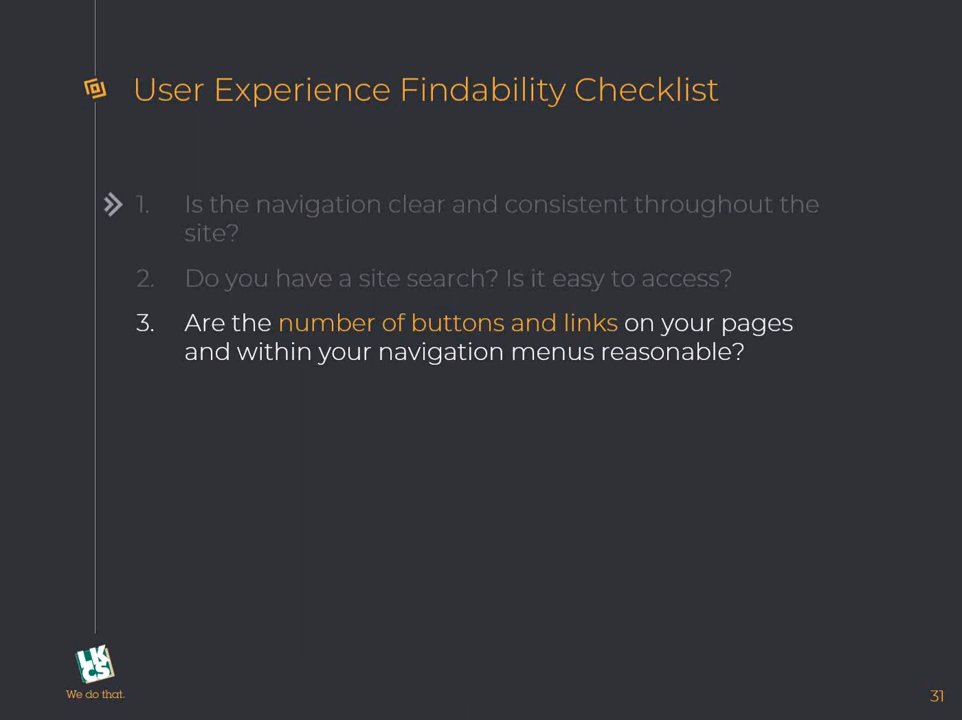 User Experience Findability Checklist
1. Is the navigation clear and consistent throughout the
site?
2. Do you have a site search? Is it easy to access?
3. Are the number of buttons and links on your pages
and within your navigation menus reasonable?
LK
CS
We do that.
31